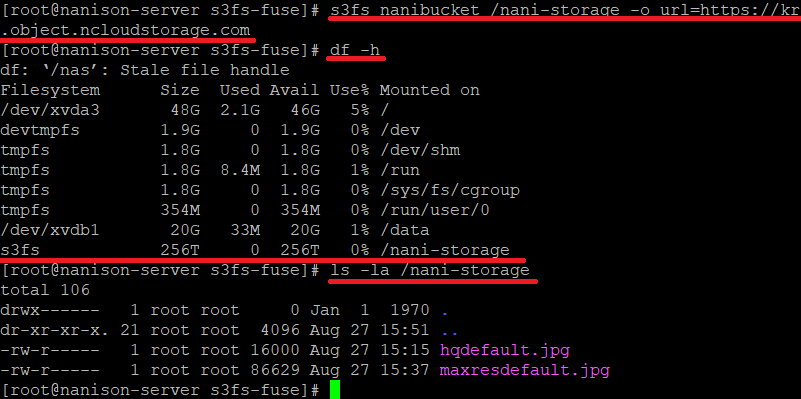 [root@nanison-server s3fs-fuse]# s3fs nanibucket /nani-storage -o url=https://kr
.object.ncloudstorage.com
[root@nanison-server s3fs-fuse]# df -h
df: ‘/nas’: Stale file handle
Filesystem      Size  Used Avail Use% Mounted on
/dev/xvda3       48G  2.1G   46G   5% /
devtmpfs        1.9G     0  1.9G   0% /dev
tmpfs           1.8G     0  1.8G   0% /dev/shm
tmpfs           1.8G  8.4M  1.8G   1% /run
tmpfs           1.8G     0  1.8G   0% /sys/fs/cgroup
tmpfs           354M     0  354M   0% /run/user/0
/dev/xvdb1       20G   33M   20G   1% /data
s3fs            256T     0  256T   0% /nani-storage
[root@nanison-server s3fs-fuse]# ls -la /nani-storage
total 106
drwx------   1 root root     0 Jan  1  1970 .
dr-xr-xr-x. 21 root root  4096 Aug 27 15:51 ..
-rw-r-----   1 root root 16000 Aug 27 15:15 hqdefault.jpg
-rw-r-----   1 root root 86629 Aug 27 15:37 maxresdefault.jpg
[root@nanison-server s3fs-fuse]#